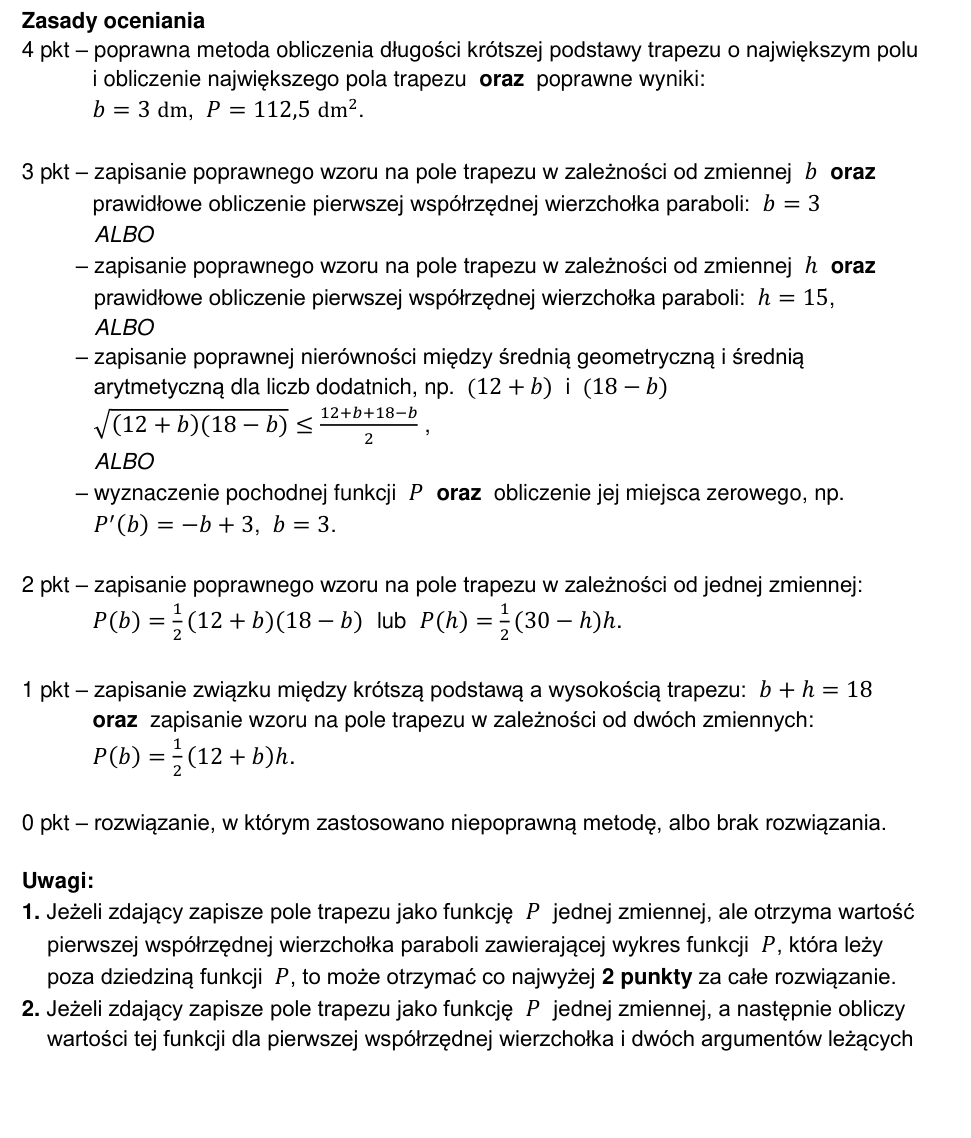 Zasady oceniania
4 pkt – poprawna metoda obliczenia długości krótszej podstawy trapezu o największym polu
i obliczenie największego pola trapezu oraz poprawne wyniki:
b = 3 dm, P = 112,5 dm².
3 pkt – zapisanie poprawnego wzoru na pole trapezu w zależności od zmiennej b oraz
prawidłowe obliczenie pierwszej współrzędnej wierzchołka paraboli: b = 3
ALBO
– zapisanie poprawnego wzoru na pole trapezu w zależności od zmiennej h oraz
prawidłowe obliczenie pierwszej współrzędnej wierzchołka paraboli: h = 15,
ALBO
– zapisanie poprawnej nierówności między średnią geometryczną i średnią
arytmetyczną dla liczb dodatnich, np. (12 + b) i (18 – b)
√(12 + b)(18 – b) ≤ 12+b+18–b/2 ,
ALBO
– wyznaczenie pochodnej funkcji P oraz obliczenie jej miejsca zerowego, np.
P′(b) = –b + 3, b = 3.
2 pkt – zapisanie poprawnego wzoru na pole trapezu w zależności od jednej zmiennej:
P(b) = 1/2(12 + b)(18 – b) lub P(h) = 1/2(30 – h)h.
1 pkt – zapisanie związku między krótszą podstawą a wysokością trapezu: b + h = 18
oraz zapisanie wzoru na pole trapezu w zależności od dwóch zmiennych:
P(b) = 1/2(12 + b)h.
0 pkt – rozwiązanie, w którym zastosowano niepoprawną metodę, albo brak rozwiązania.
Uwagi:
1. Jeżeli zdający zapisze pole trapezu jako funkcję P jednej zmiennej, ale otrzyma wartość
pierwszej współrzędnej wierzchołka paraboli zawierającej wykres funkcji P, która leży
poza dziedziną funkcji P, to może otrzymać co najwyżej 2 punkty za całe rozwiązanie.
2. Jeżeli zdający zapisze pole trapezu jako funkcję P jednej zmiennej, a następnie obliczy
wartości tej funkcji dla pierwszej współrzędnej wierzchołka i dwóch argumentów leżących